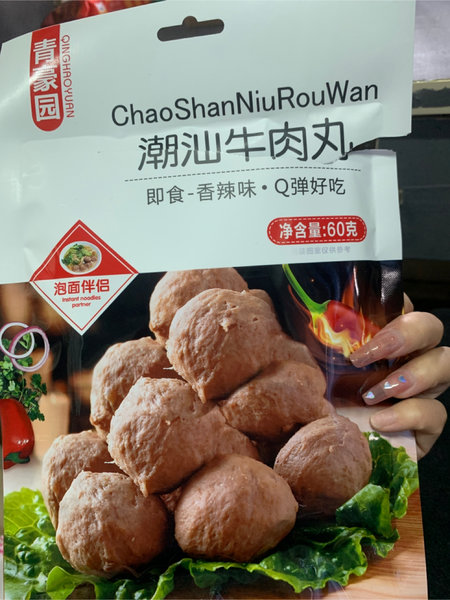 青豪园
QINGHAOYUAN
ChaoShanNiuRouWan
潮汕牛肉丸
即食-香辣味·Q弹好吃
净含量:60克
泡面伴侣
Instant noodles
partner